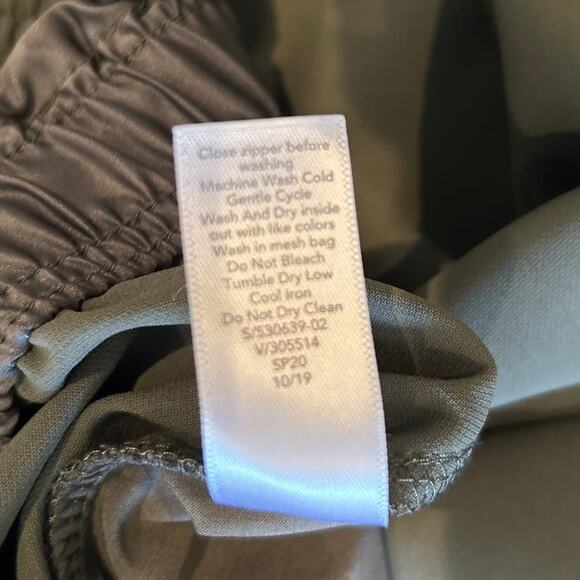 Close zipper before
washing
Machine Wash Cold
Gentle Cycle
Wash And Dry inside
out with like colors
Wash in mesh bag
Do Not Bleach
Tumble Dry Low
Cool Iron
Do Not Dry Clean
S/530639-02
V/305514
SP20
10/19